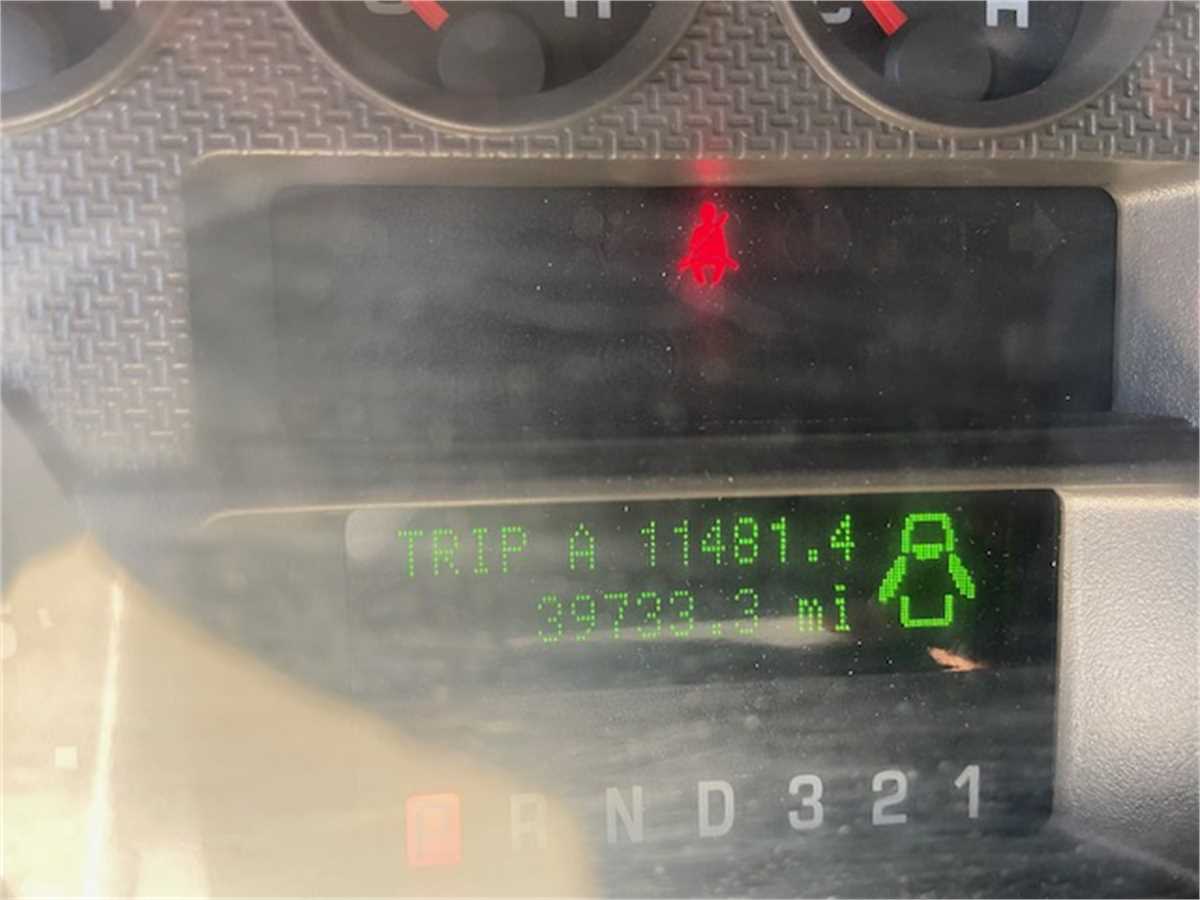 H
C H
TRIP A 11481.4
39733.3 mi
P R N D 3 2 1